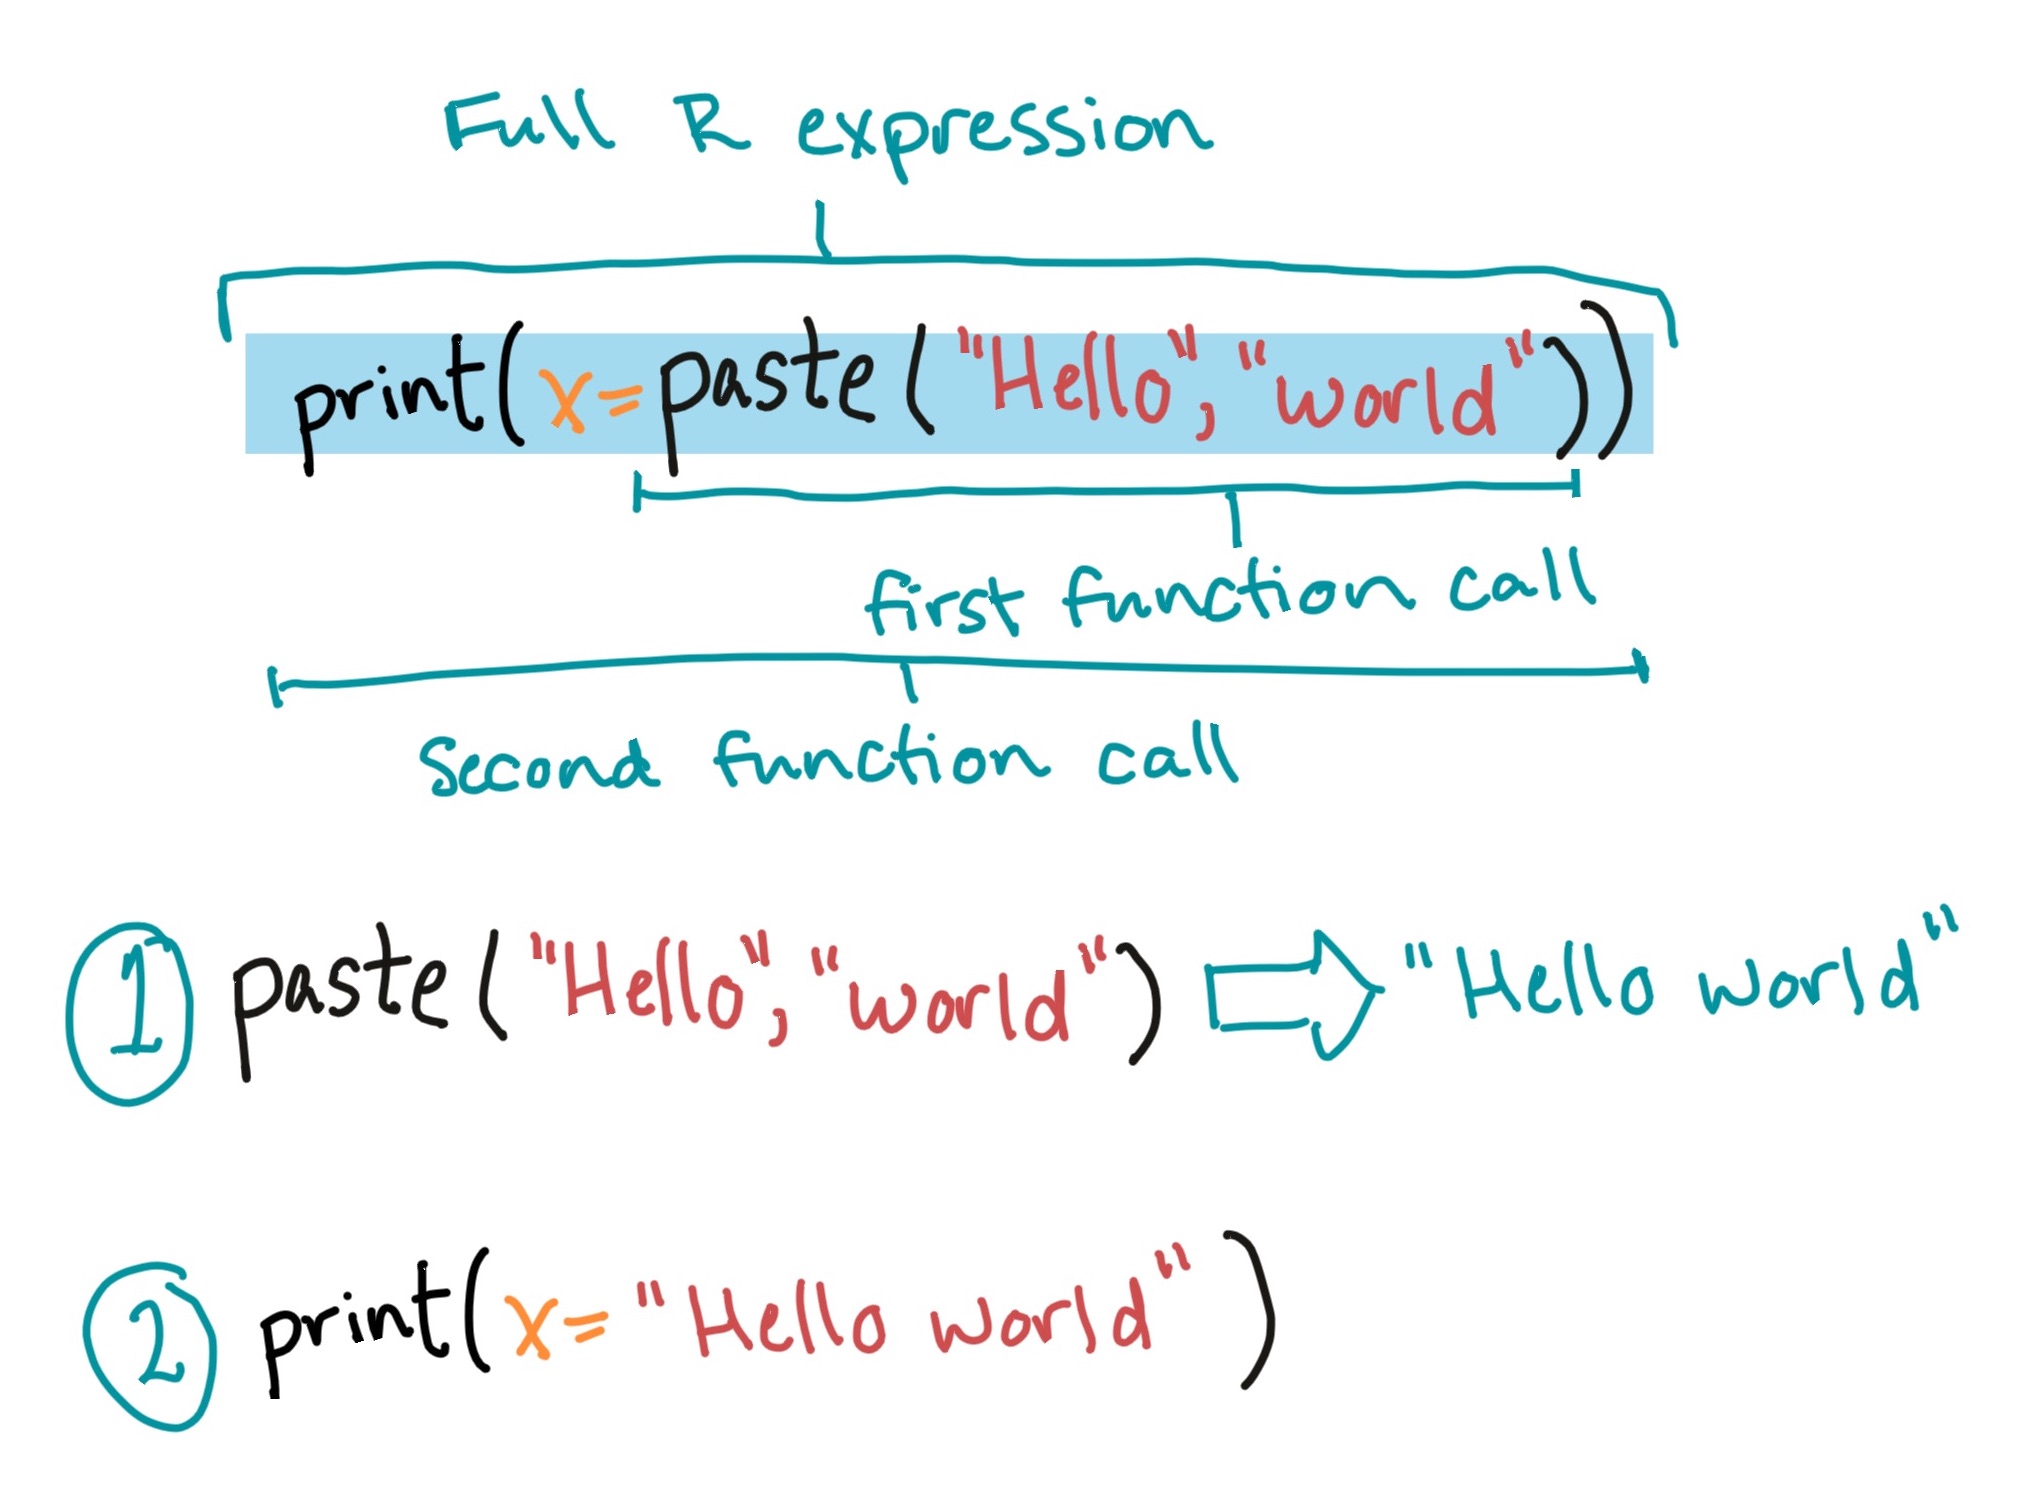 Full R expression
print(x=paste("Hello", "world"))
first function call
Second function call
1 paste("Hello", "world") "Hello world"
2 print(x="Hello world")